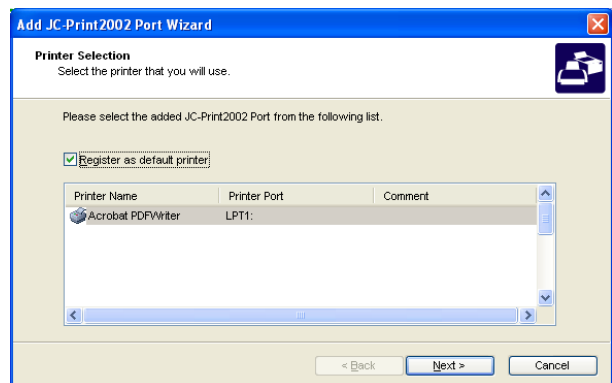 Add JC-Print2002 Port Wizard
Printer Selection
Select the printer that you will use.
Please select the added JC-Print2002 Port from the following list.
Register as default printer
Printer Name Printer Port Comment
Acrobat PDFWriter LPT1:
< Back Next > Cancel